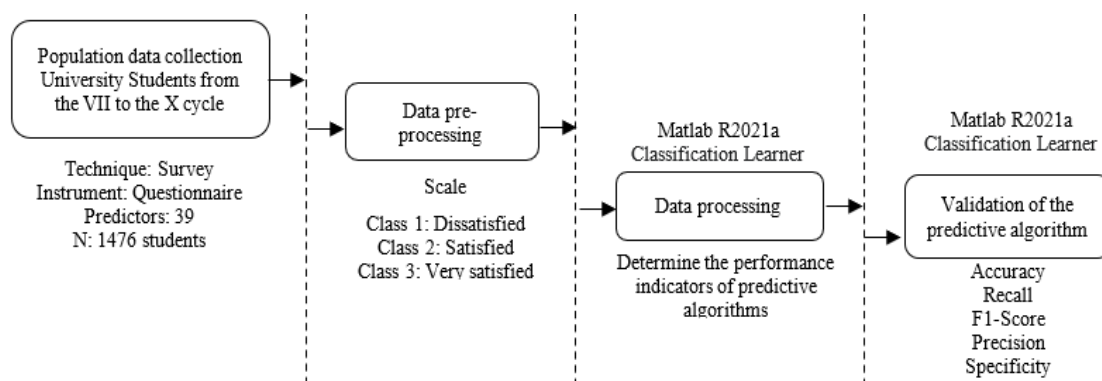 Population data collection
University Students from
the VII to the X cycle
Technique: Survey
Instrument: Questionnaire
Predictors: 39
N: 1476 students
Data pre-
processing
Scale
Class 1: Dissatisfied
Class 2: Satisfied
Class 3: Very satisfied
Matlab R2021a
Classification Learner
Data processing
Determine the performance
indicators of predictive
algorithms
Matlab R2021a
Classification Learner
Validation of the
predictive algorithm
Accuracy
Recall
F1-Score
Precision
Specificity